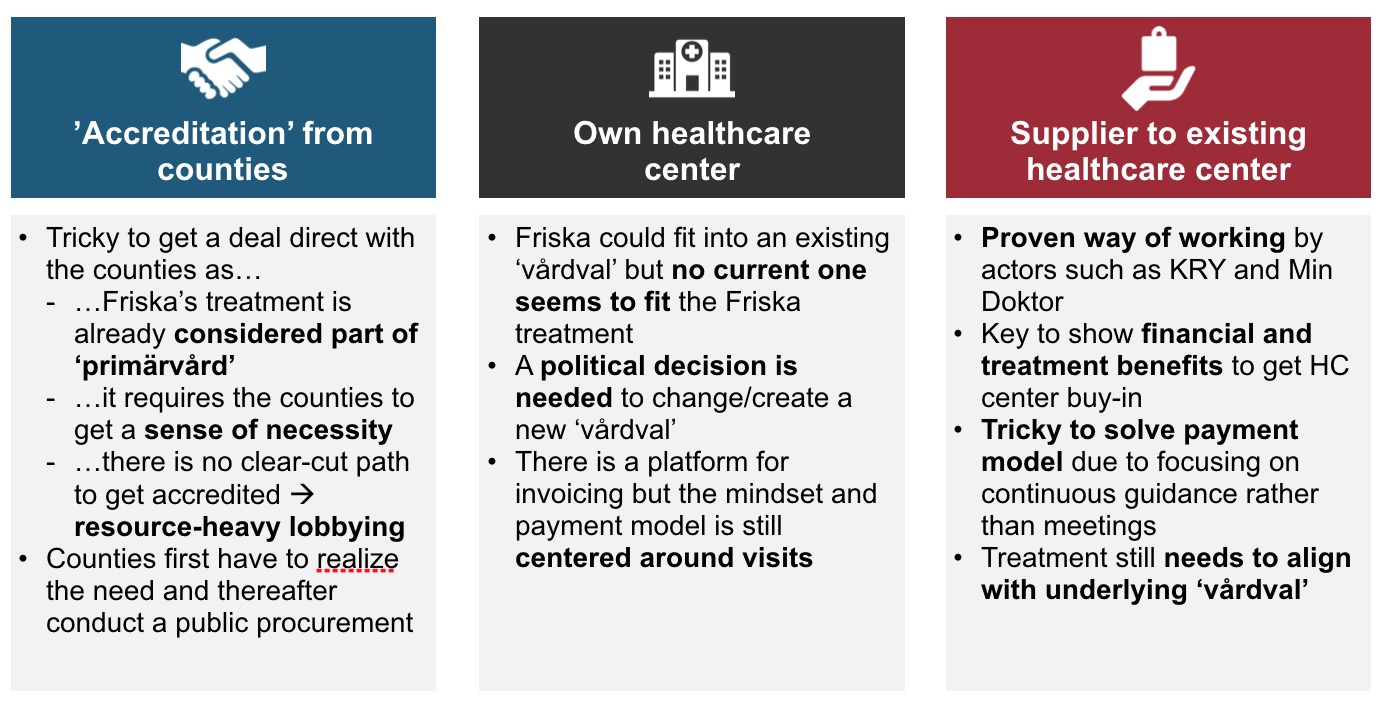 ’Accreditation’ from
counties
• Tricky to get a deal direct with
the counties as…
- …Friska’s treatment is
already considered part of
‘primärvård’
- …it requires the counties to
get a sense of necessity
- …there is no clear-cut path
to get accredited →
resource-heavy lobbying
• Counties first have to realize
the need and thereafter
conduct a public procurement
Own healthcare
center
• Friska could fit into an existing
‘vårdval’ but no current one
seems to fit the Friska
treatment
• A political decision is
needed to change/create a
new ‘vårdval’
• There is a platform for
invoicing but the mindset and
payment model is still
centered around visits
Supplier to existing
healthcare center
• Proven way of working by
actors such as KRY and Min
Doktor
• Key to show financial and
treatment benefits to get HC
center buy-in
• Tricky to solve payment
model due to focusing on
continuous guidance rather
than meetings
• Treatment still needs to align
with underlying ‘vårdval’